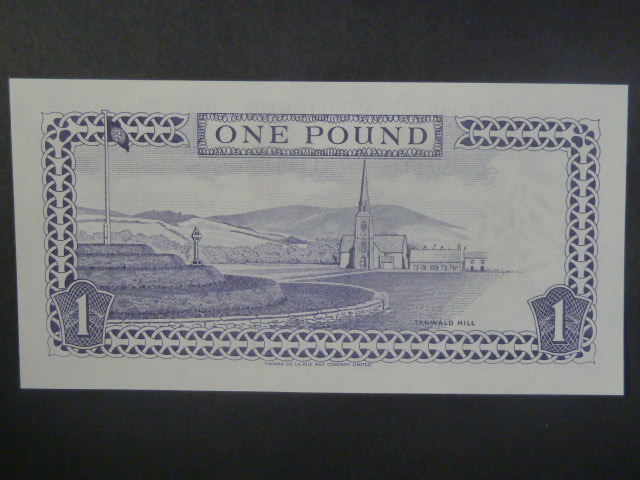 ONE POUND
TYNWALD HILL
1 1
THOMAS DE LA RUE AND COMPANY LIMITED